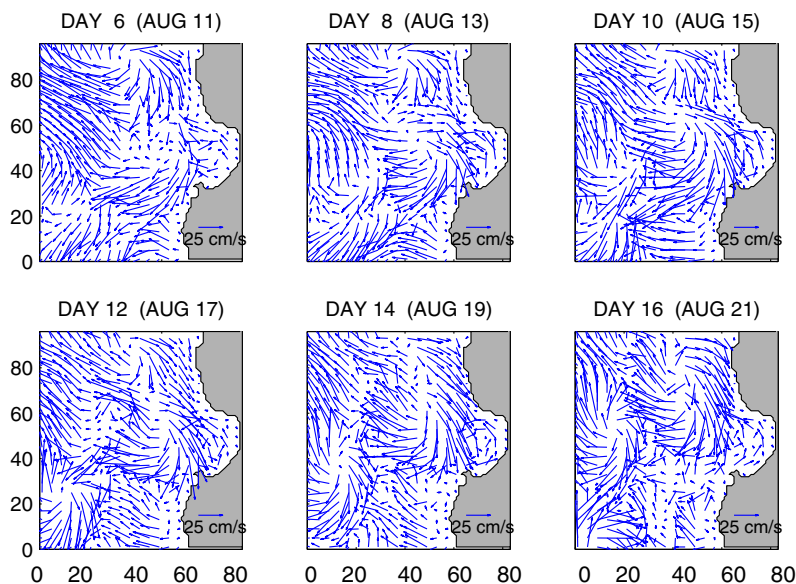 DAY 6 (AUG 11)
DAY 8 (AUG 13)
DAY 10 (AUG 15)
80
60
40
20
0
25 cm/s
25 cm/s
25 cm/s
DAY 12 (AUG 17)
DAY 14 (AUG 19)
DAY 16 (AUG 21)
80
60
40
20
0
25 cm/s
25 cm/s
25 cm/s
0 20 40 60 80
0 20 40 60 80
0 20 40 60 80